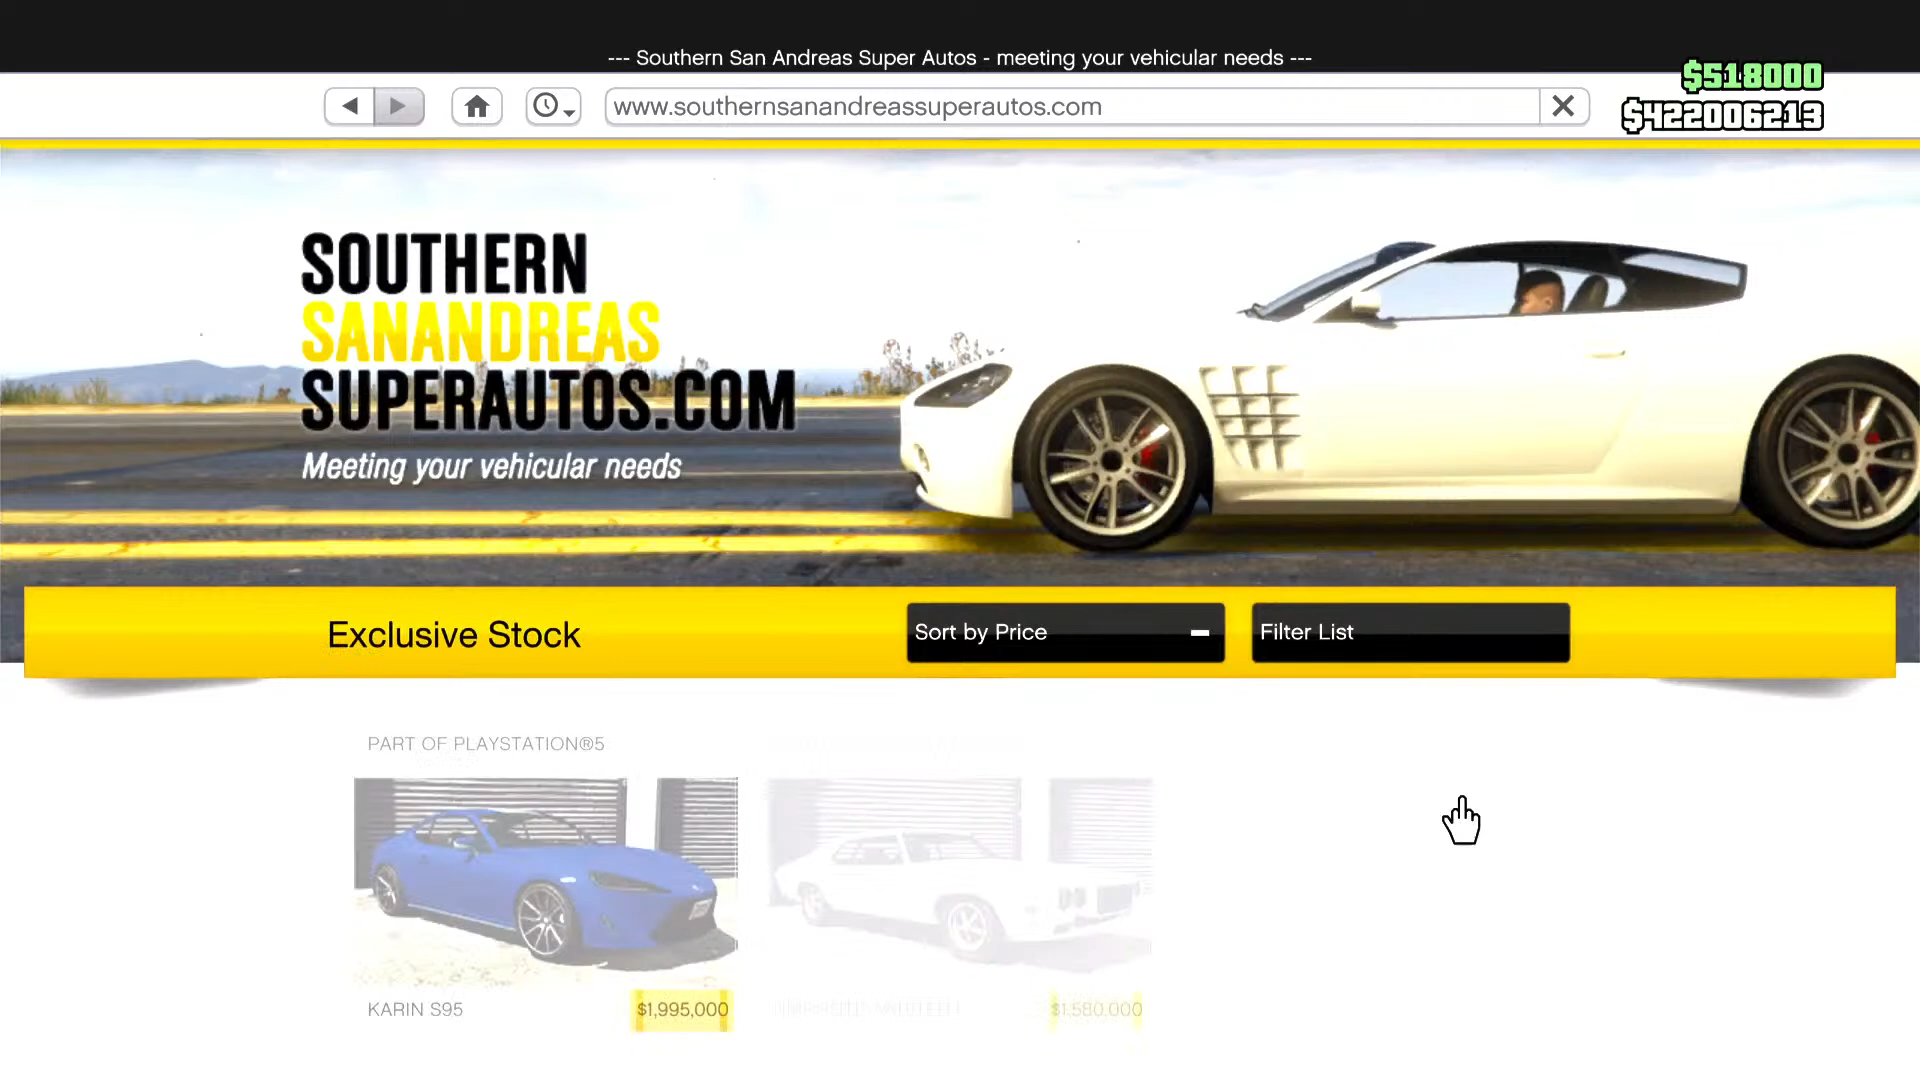 --- Southern San Andreas Super Autos - meeting your vehicular needs ---
$518000
www.southernsanandreassuperautos.com
$422006213
SOUTHERN
SANANDREAS
SUPERAUTOS.COM
Meeting your vehicular needs
Exclusive Stock
Sort by Price
Filter List
PART OF PLAYSTATION®5
KARIN S95
$1,995,000
$1,580,000